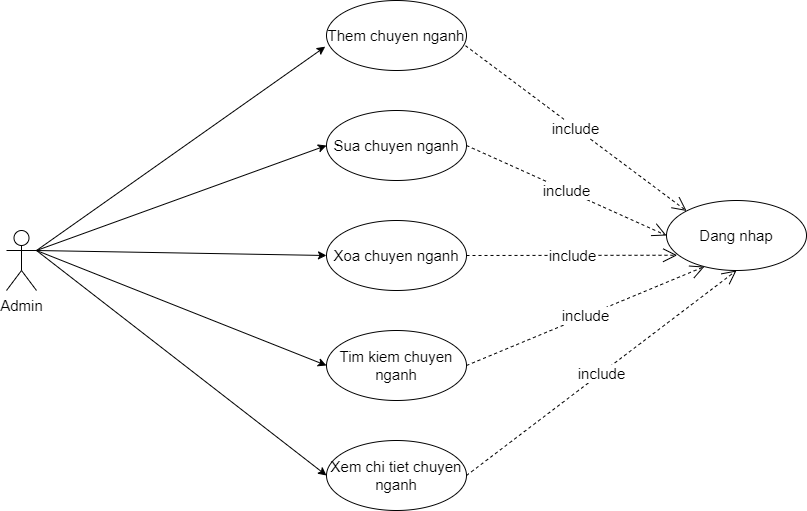 Them chuyen nganh
include
Sua chuyen nganh
include
Dang nhap
Admin
Xoa chuyen nganh
include
Tim kiem chuyen
nganh
include
include
Xem chi tiet chuyen
nganh